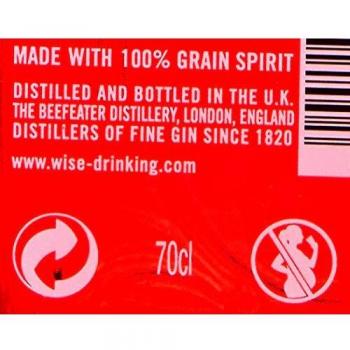 MADE WITH 100% GRAIN SPIRIT
DISTILLED AND BOTTLED IN THE U.K.
THE BEEFEATER DISTILLERY, LONDON, ENGLAND
DISTILLERS OF FINE GIN SINCE 1820
www.wise-drinking.com
70cl